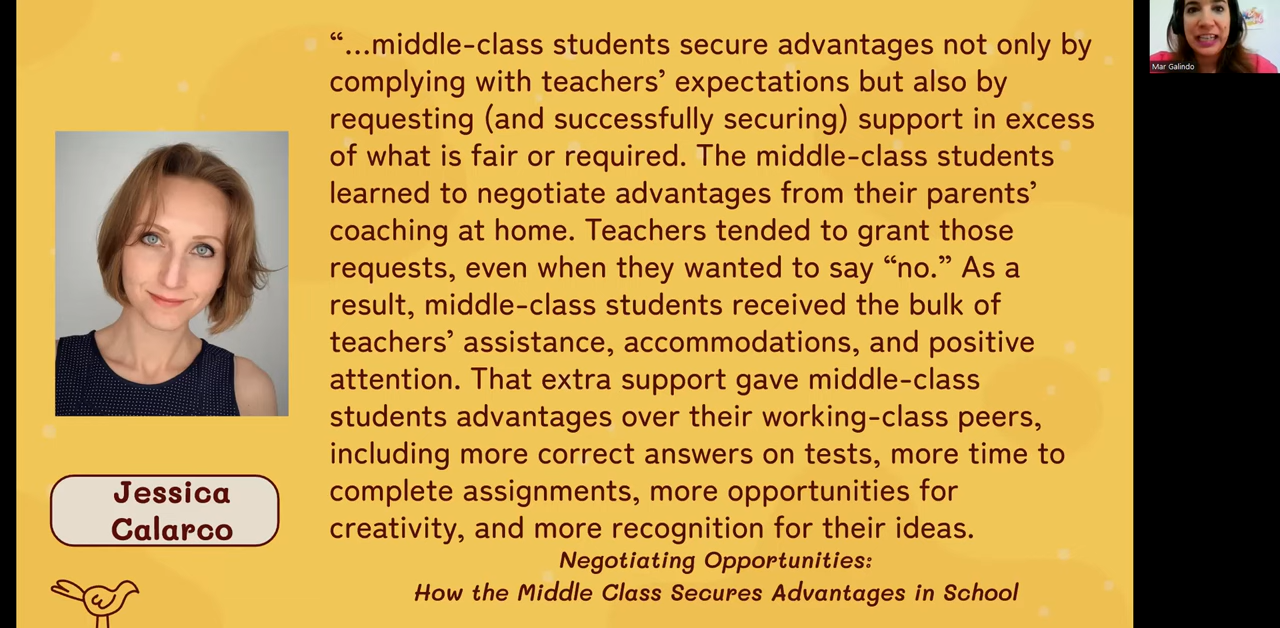 “...middle-class students secure advantages not only by
complying with teachers’ expectations but also by
requesting (and successfully securing) support in excess
of what is fair or required. The middle-class students
learned to negotiate advantages from their parents’
coaching at home. Teachers tended to grant those
requests, even when they wanted to say “no.” As a
result, middle-class students received the bulk of
teachers’ assistance, accommodations, and positive
attention. That extra support gave middle-class
students advantages over their working-class peers,
including more correct answers on tests, more time to
complete assignments, more opportunities for
creativity, and more recognition for their ideas.
Negotiating Opportunities:
How the Middle Class Secures Advantages in School
Jessica
Calarco
Mar Galindo